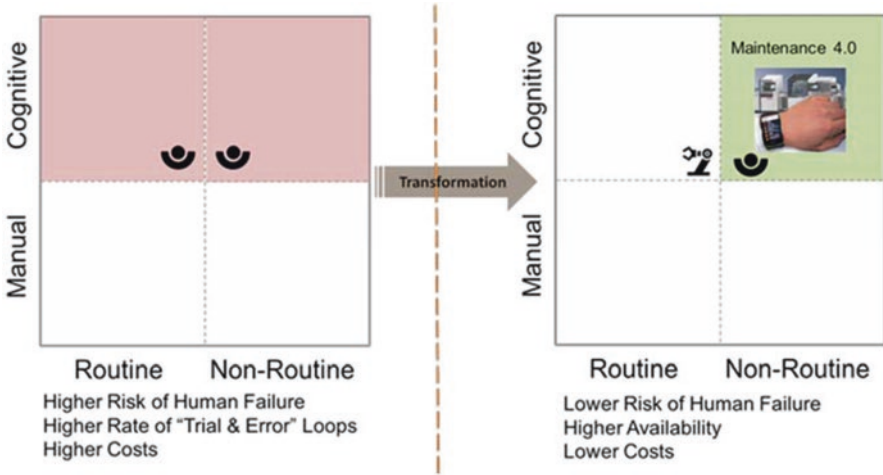 Cognitive
Manual
Routine
Non-Routine
Higher Risk of Human Failure
Higher Rate of “Trial & Error” Loops
Higher Costs
Transformation
Maintenance 4.0
Cognitive
Manual
Routine
Non-Routine
Lower Risk of Human Failure
Higher Availability
Lower Costs